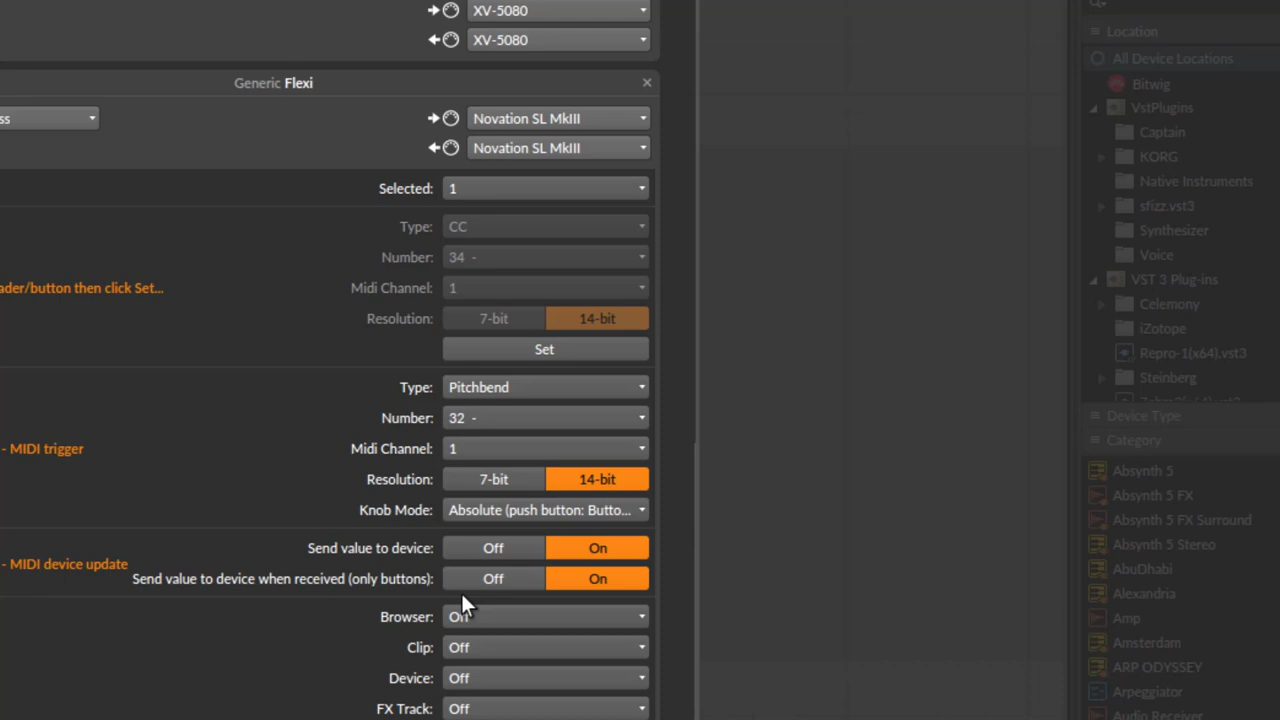 XV-5080
XV-5080
Generic Flexi
ss
Novation SL MkIII
Novation SL MkIII
Selected: 1
Type: CC
Number: 34 -
ader/button then click Set...
Midi Channel: 1
Resolution: 7-bit 14-bit
Set
Type: Pitchbend
Number: 32 -
- MIDI trigger
Midi Channel: 1
Resolution: 7-bit 14-bit
Knob Mode: Absolute (push button: Butto...
Send value to device: Off On
- MIDI device update
Send value to device when received (only buttons): Off On
Browser: Off
Clip: Off
Device: Off
FX Track: Off
Location
All Device Locations
Bitwig
VstPlugins
Captain
KORG
Native Instruments
sfizz.vst3
Synthesizer
Voice
VST 3 Plug-ins
Celemony
iZotope
Repro-1(x64).vst3
Steinberg
Device Type
Category
Absynth 5
Absynth 5 FX
Absynth 5 FX Surround
Absynth 5 Stereo
AbuDhabi
Alexandria
Amp
Amsterdam
ARP ODYSSEY
Arpeggiator
Audio Receiver